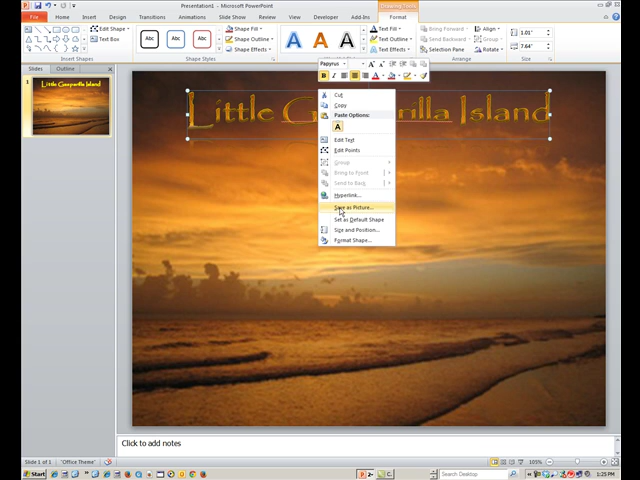 Presentation1 - Microsoft PowerPoint
Drawing Tools
File Home Insert Design Transitions Animations Slide Show Review View Developer Add-Ins Format
Edit Shape
Text Box
Insert Shapes
Abc Abc Abc
Shape Fill
Shape Outline
Shape Effects
Shape Styles
A A A
Text Fill
Text Outline
Text Effects
Bring Forward
Send Backward
Selection Pane
Align
Group
Rotate
Arrange
1.01"
7.64"
Size
Slides Outline
1
Little Gasparilla Island
Papyrus
Little Ga
arilla Island
Cut
Copy
Paste Options:
A
Edit Text
Edit Points
Group
Bring to Front
Send to Back
Hyperlink...
Save as Picture...
Set as Default Shape
Size and Position...
Format Shape...
Click to add notes
Slide 1 of 1
"Office Theme"
105%
Start
Search Desktop
1:25 PM